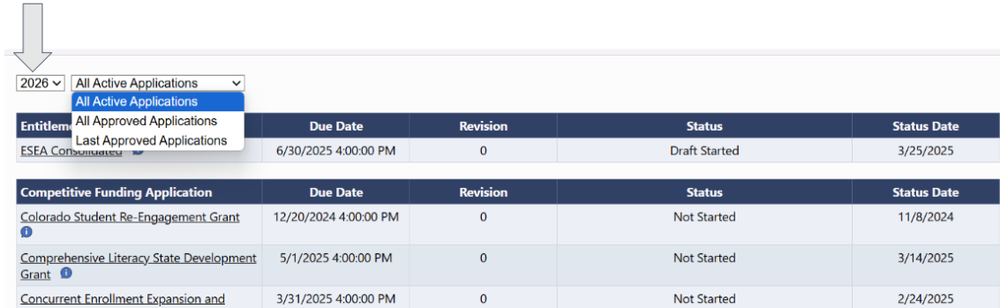 2026 All Active Applications
All Active Applications
All Approved Applications
Last Approved Applications
Entitlem Due Date Revision Status Status Date
ESEA Consolidated 6/30/2025 4:00:00 PM 0 Draft Started 3/25/2025
Competitive Funding Application Due Date Revision Status Status Date
Colorado Student Re-Engagement Grant 12/20/2024 4:00:00 PM 0 Not Started 11/8/2024
Comprehensive Literacy State Development 5/1/2025 4:00:00 PM 0 Not Started 3/14/2025
Grant
Concurrent Enrollment Expansion and 3/31/2025 4:00:00 PM 0 Not Started 2/24/2025